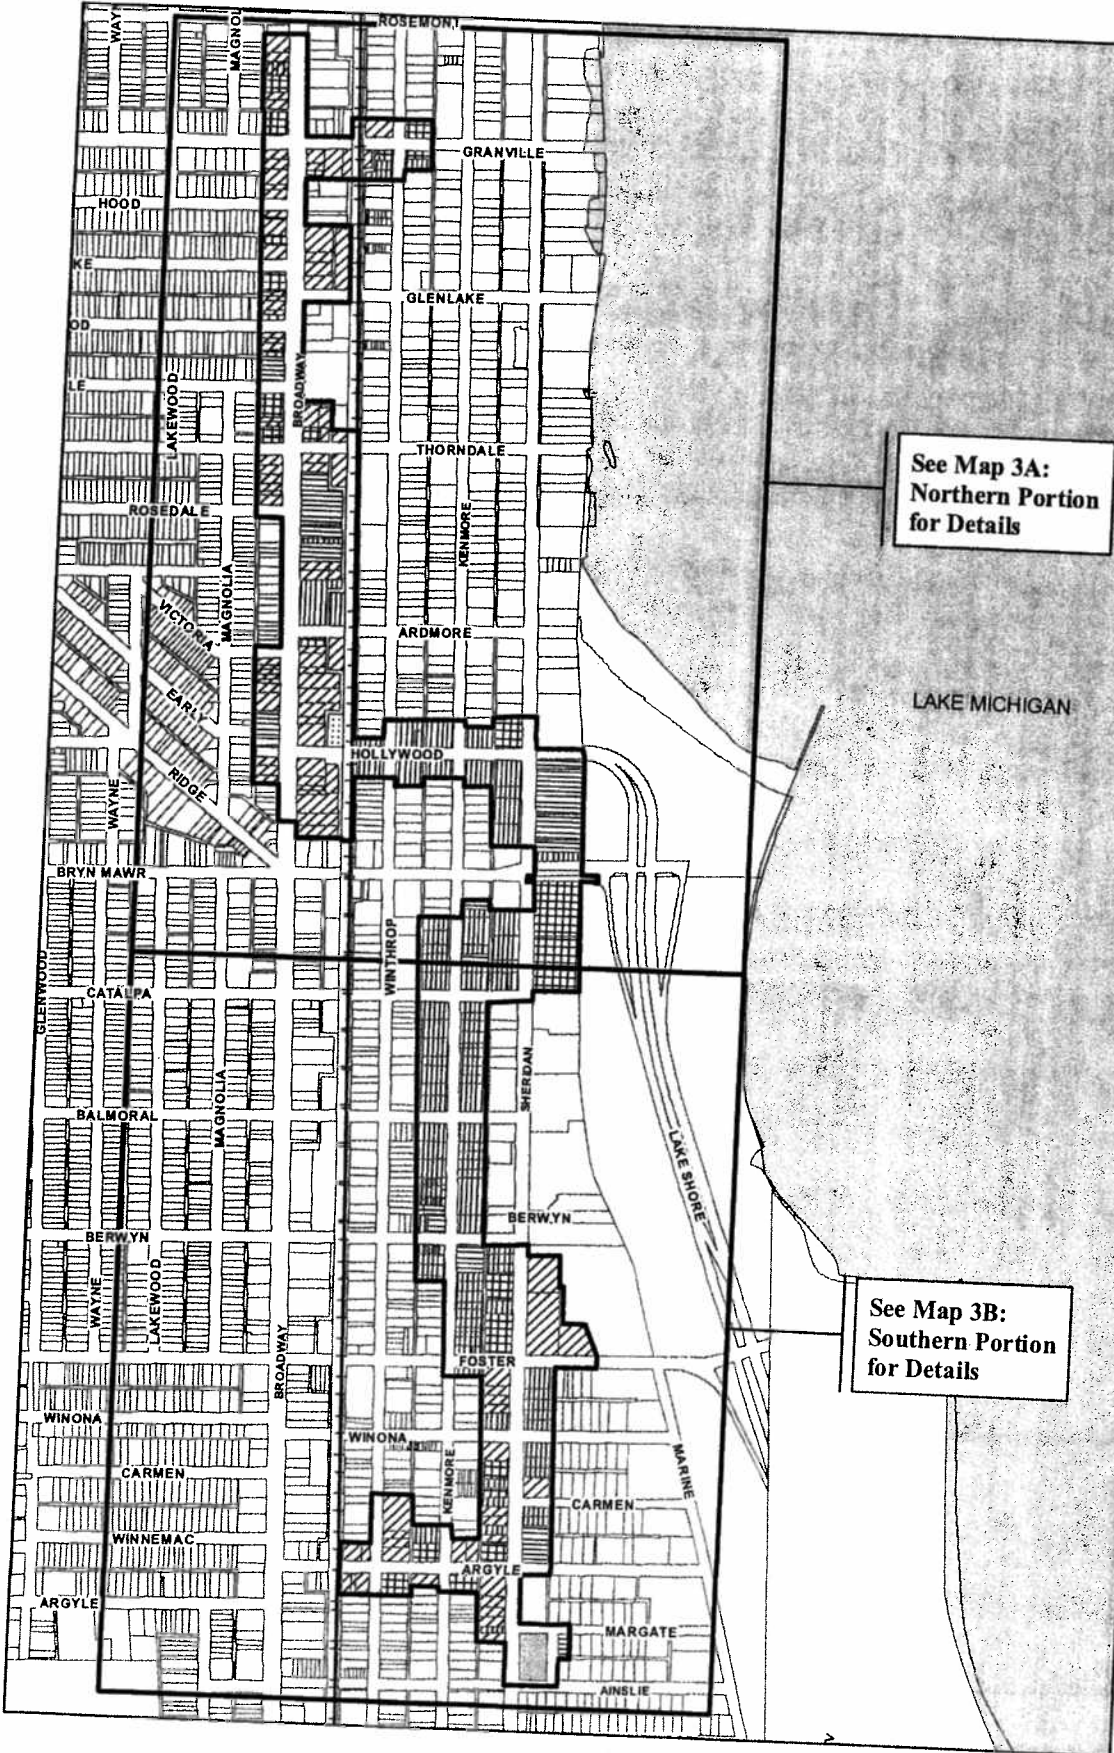 ROSEMONT
WAY
MAGNOL
GRANVILLE
HOOD
KE
GLENLAKE
OD
LE
LAKEWOOD
BROADWAY
THORNDALE
See Map 3A:
Northern Portion
for Details
ROSEDALE
KENMORE
MAGNOLIA
VICTORIA
ARDMORE
EARLY
LAKE MICHIGAN
HOLLYWOOD
RIDGE
WAYNE
BRYN MAWR
WINTHROP
GLENWOOD
CATALPA
SHERIDAN
MAGNOLIA
BALMORAL
LAKE SHORE
BERWYN
BERWYN
WAYNE
LAKEWOOD
See Map 3B:
Southern Portion
for Details
BROADWAY
FOSTER
WINONA
WINONA
KENMORE
MARINE
CARMEN
CARMEN
WINNEMAC
ARGYLE
ARGYLE
MARGATE
AINSLIE